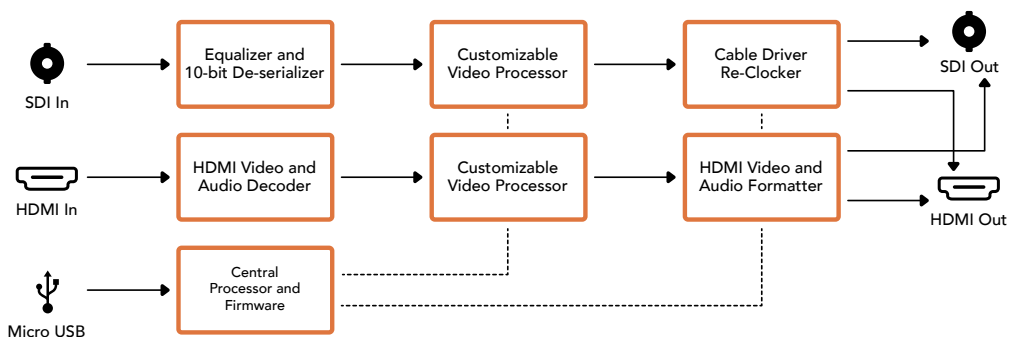 SDI In
Equalizer and
10-bit De-serializer
Customizable
Video Processor
Cable Driver
Re-Clocker
SDI Out
HDMI In
HDMI Video and
Audio Decoder
Customizable
Video Processor
HDMI Video and
Audio Formatter
HDMI Out
Micro USB
Central
Processor and
Firmware